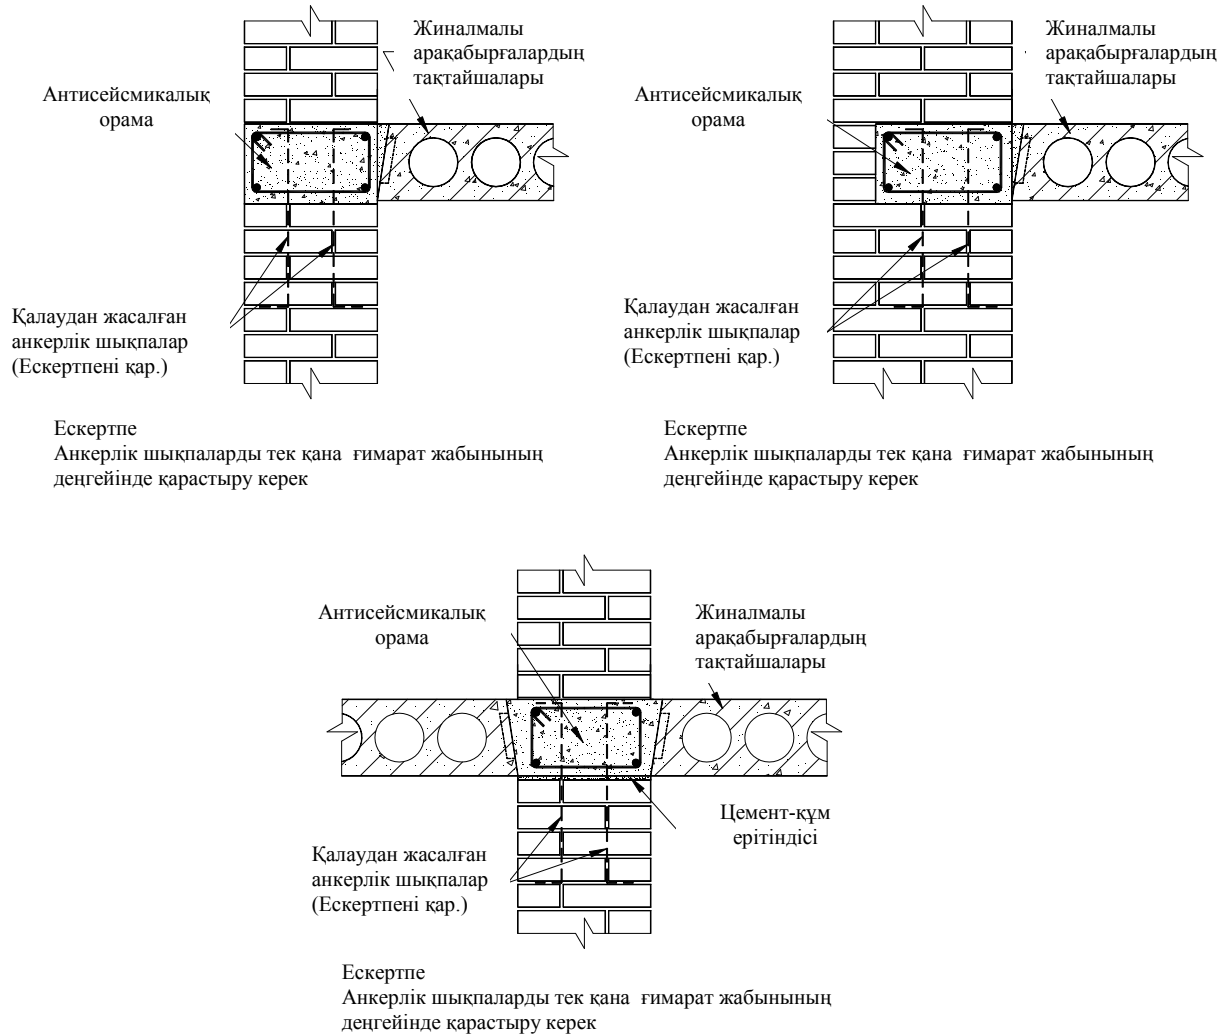 Жиналмалы
арақабырғалардың
тақтайшалары
Антисейсмикалық
орама
Қалаудан жасалған
анкерлік шықпалар
(Ескертпені қар.)
Ескертпе
Анкерлік шықпаларды тек қана ғимарат жабынының
деңгейінде қарастыру керек
Жиналмалы
арақабырғалардың
тақтайшалары
Антисейсмикалық
орама
Қалаудан жасалған
анкерлік шықпалар
(Ескертпені қар.)
Ескертпе
Анкерлік шықпаларды тек қана ғимарат жабынының
деңгейінде қарастыру керек
Антисейсмикалық
орама
Жиналмалы
арақабырғалардың
тақтайшалары
Цемент-құм
ерітіндісі
Қалаудан жасалған
анкерлік шықпалар
(Ескертпені қар.)
Ескертпе
Анкерлік шықпаларды тек қана ғимарат жабынының
деңгейінде қарастыру керек